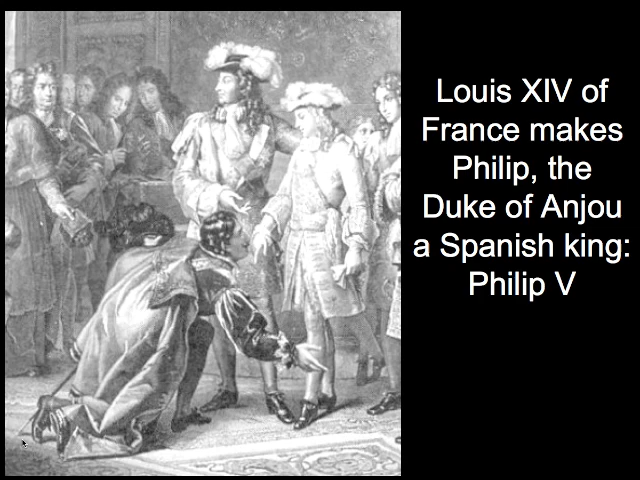 Louis XIV of
France makes
Philip, the
Duke of Anjou
a Spanish king:
Philip V